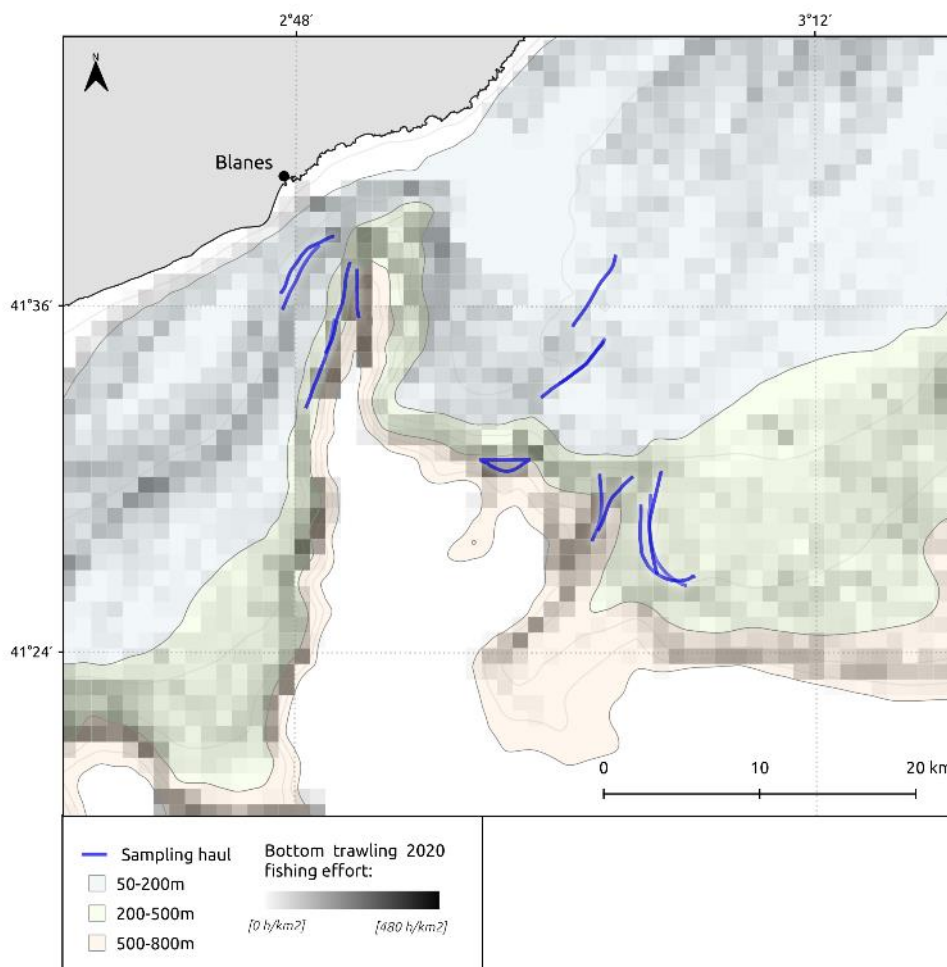 2°48′
3°12′
N
Blanes
41°36′
41°24′
0
10
20 km
Sampling haul
50-200m
200-500m
500-800m
Bottom trawling 2020
fishing effort:
[0 h/km2]
[480 h/km2]